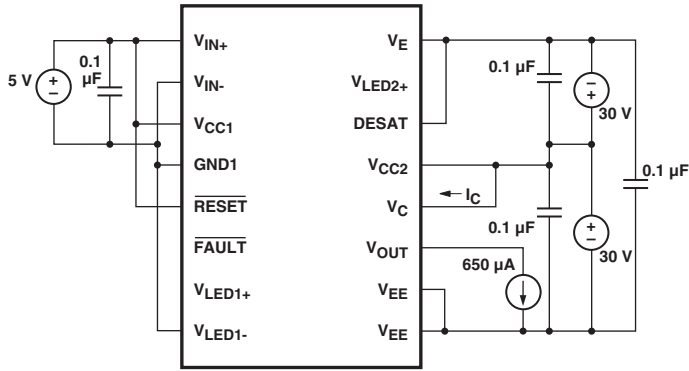 5 V
0.1
µF
V_IN+
V_IN-
V_CC1
GND1
RESET
FAULT
V_LED1+
V_LED1-
V_E
V_LED2+
DESAT
V_CC2
V_C
V_OUT
V_EE
V_EE
I_C
650 µA
0.1 µF
0.1 µF
30 V
30 V
0.1 µF
+
−
−
+
+
−